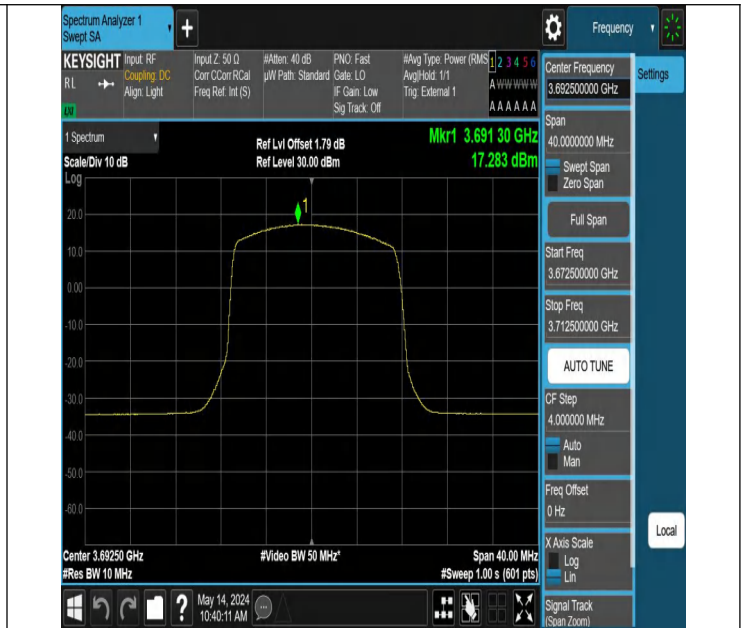 Spectrum Analyzer 1
Swept SA
+
Frequency
KEYSIGHT
RL
Input: RF
Coupling: DC
Align: Light
Input Z: 50 Ω
Corr CCorr RCal
Freq Ref: Int (S)
#Atten: 40 dB
µW Path: Standard
PNO: Fast
Gate: LO
IF Gain: Low
Sig Track: Off
#Avg Type: Power (RMS
Avg|Hold: 1/1
Trig: External 1
1 2 3 4 5 6
A W W W W W
A A A A A A
1 Spectrum
Scale/Div 10 dB
Log
Ref Lvl Offset 1.79 dB
Ref Level 30.00 dBm
Mkr1 3.691 30 GHz
17.283 dBm
1
20.0
10.0
0.00
-10.0
-20.0
-30.0
-40.0
-50.0
-60.0
Center 3.69250 GHz
#Res BW 10 MHz
#Video BW 50 MHz*
Span 40.00 MHz
#Sweep 1.00 s (601 pts)
May 14, 2024
10:40:11 AM
?
Center Frequency
3.692500000 GHz
Settings
Span
40.0000000 MHz
Swept Span
Zero Span
Full Span
Start Freq
3.672500000 GHz
Stop Freq
3.712500000 GHz
AUTO TUNE
CF Step
4.000000 MHz
Auto
Man
Freq Offset
0 Hz
X Axis Scale
Log
Lin
Local
Signal Track
(Span Zoom)